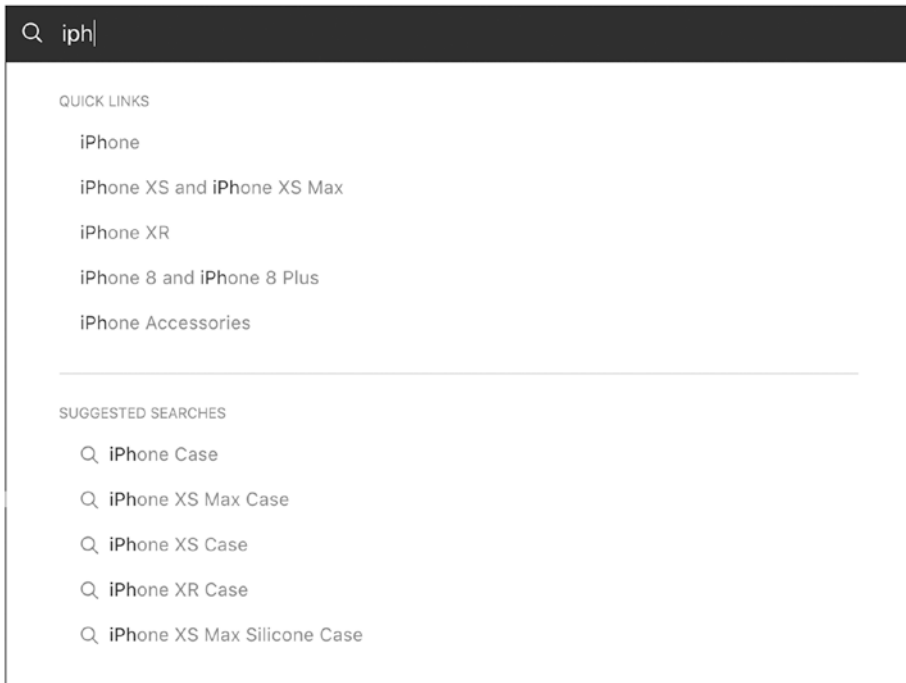 iph
QUICK LINKS
iPhone
iPhone XS and iPhone XS Max
iPhone XR
iPhone 8 and iPhone 8 Plus
iPhone Accessories
SUGGESTED SEARCHES
iPhone Case
iPhone XS Max Case
iPhone XS Case
iPhone XR Case
iPhone XS Max Silicone Case